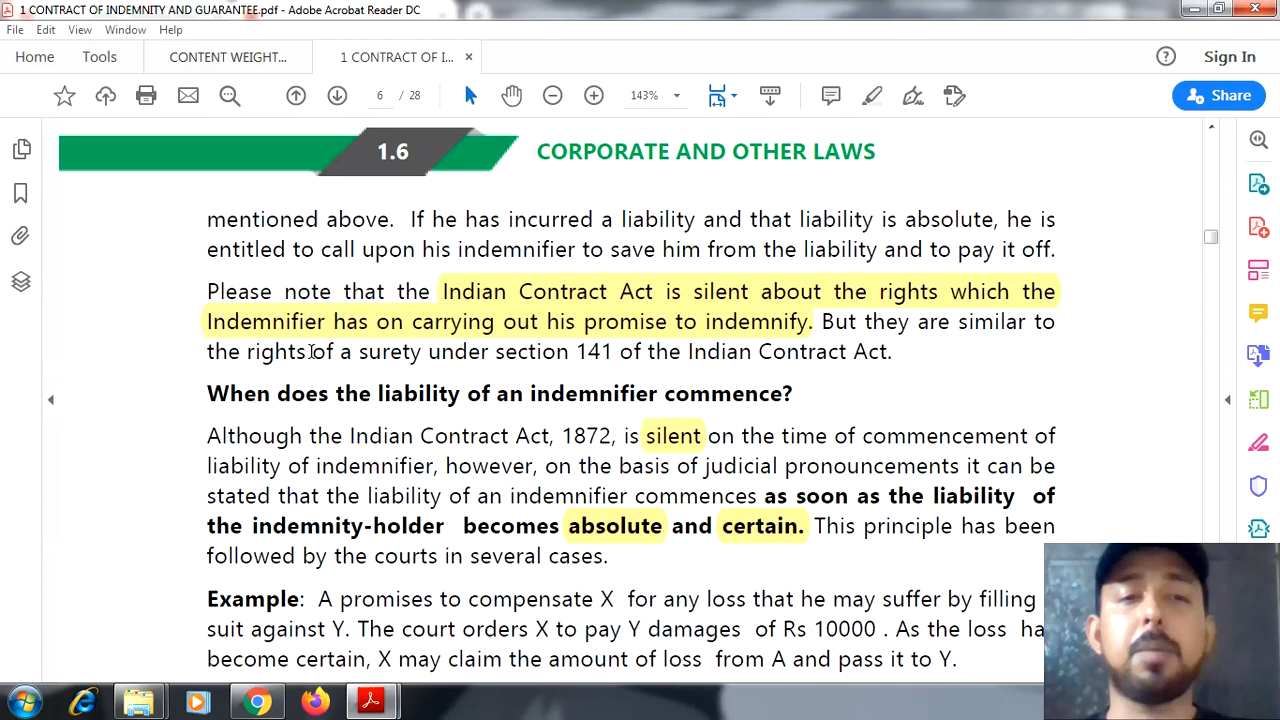 1 CONTRACT OF INDEMNITY AND GUARANTEE.pdf - Adobe Acrobat Reader DC
File Edit View Window Help
Home Tools CONTENT WEIGHT... 1 CONTRACT OF I... × Sign In
6 / 28 143% Share
1.6 CORPORATE AND OTHER LAWS
mentioned above. If he has incurred a liability and that liability is absolute, he is
entitled to call upon his indemnifier to save him from the liability and to pay it off.
Please note that the Indian Contract Act is silent about the rights which the
Indemnifier has on carrying out his promise to indemnify. But they are similar to
the rights of a surety under section 141 of the Indian Contract Act.
When does the liability of an indemnifier commence?
Although the Indian Contract Act, 1872, is silent on the time of commencement of
liability of indemnifier, however, on the basis of judicial pronouncements it can be
stated that the liability of an indemnifier commences as soon as the liability of
the indemnity-holder becomes absolute and certain. This principle has been
followed by the courts in several cases.
Example: A promises to compensate X for any loss that he may suffer by filling
suit against Y. The court orders X to pay Y damages of Rs 10000 . As the loss ha
become certain, X may claim the amount of loss from A and pass it to Y.